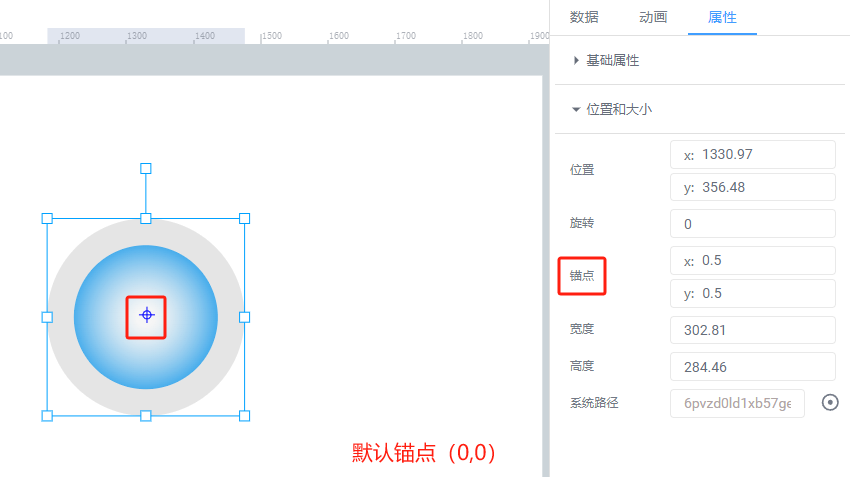 数据 动画 属性
100 1200 1300 1400 1500 1600 1700 1800 1900
基础属性
位置和大小
位置 x: 1330.97
y: 356.48
旋转 0
锚点 x: 0.5
y: 0.5
宽度 302.81
高度 284.46
系统路径 6pvzd0ld1xb57ge
默认锚点（0,0）